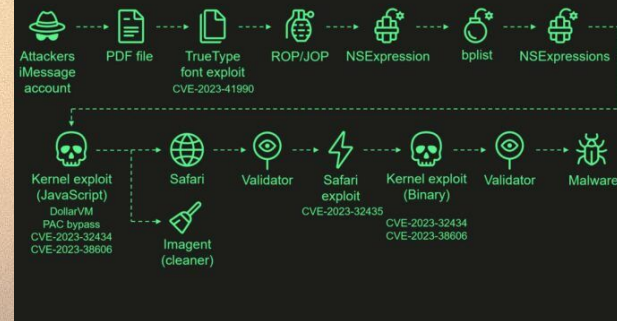 Attackers
iMessage
account
PDF file
TrueType
font exploit
CVE-2023-41990
ROP/JOP
NSExpression
bplist
NSExpressions
Kernel exploit
(JavaScript)
DollarVM
PAC bypass
CVE-2023-32434
CVE-2023-38606
Safari
Imagent
(cleaner)
Validator
Safari
exploit
CVE-2023-32435
Kernel exploit
(Binary)
CVE-2023-32434
CVE-2023-38606
Validator
Malware